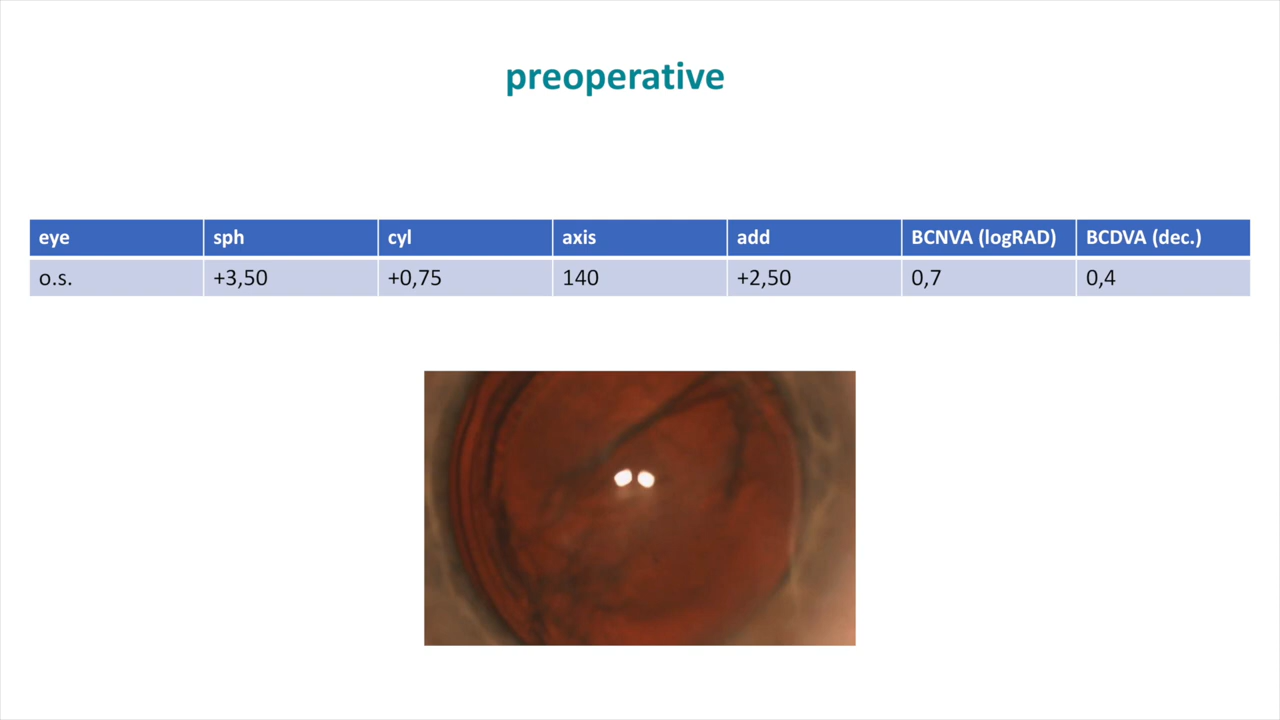 preoperative
eye sph cyl axis add BCNVA (logRAD) BCDVA (dec.)
o.s. +3,50 +0,75 140 +2,50 0,7 0,4